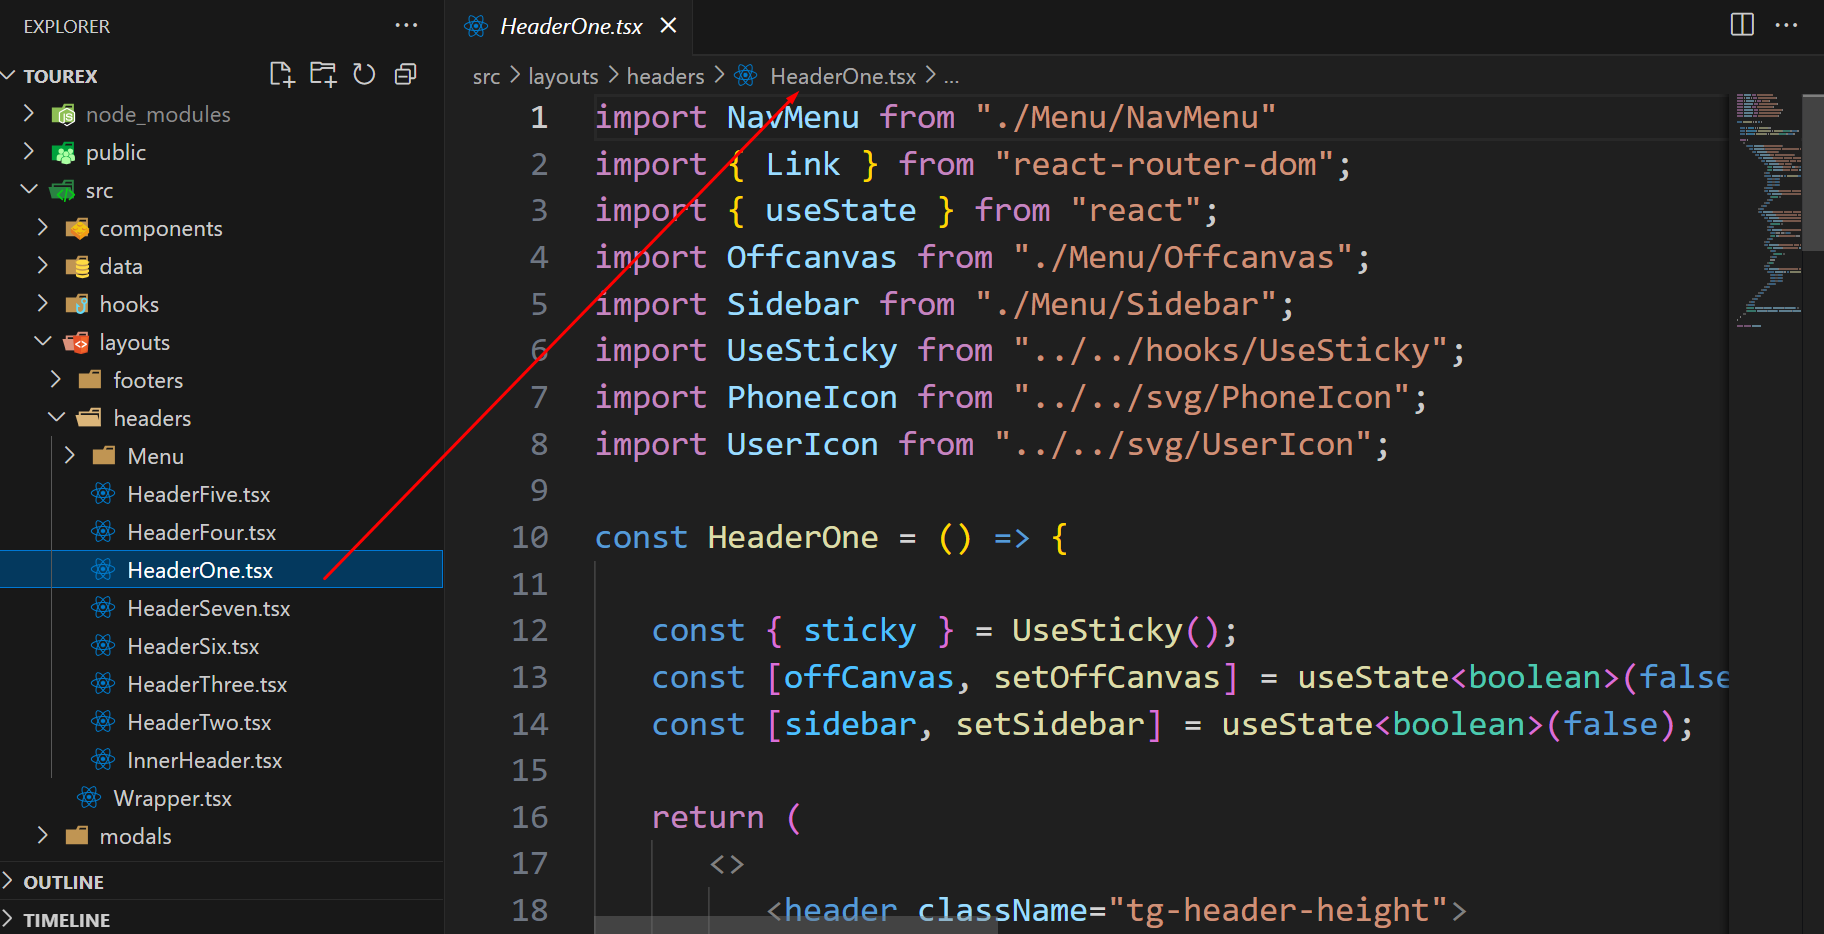 EXPLORER
TOUREX
node_modules
public
src
components
data
hooks
layouts
footers
headers
Menu
HeaderFive.tsx
HeaderFour.tsx
HeaderOne.tsx
HeaderSeven.tsx
HeaderSix.tsx
HeaderThree.tsx
HeaderTwo.tsx
InnerHeader.tsx
Wrapper.tsx
modals
OUTLINE
TIMELINE
HeaderOne.tsx
src > layouts > headers > HeaderOne.tsx > ...
1 import NavMenu from "./Menu/NavMenu"
2 import { Link } from "react-router-dom";
3 import { useState } from "react";
4 import Offcanvas from "./Menu/Offcanvas";
5 import Sidebar from "./Menu/Sidebar";
6 import UseSticky from "../../hooks/UseSticky";
7 import PhoneIcon from "../../svg/PhoneIcon";
8 import UserIcon from "../../svg/UserIcon";
9
10 const HeaderOne = () => {
11
12 const { sticky } = UseSticky();
13 const [offCanvas, setOffCanvas] = useState<boolean>(false
14 const [sidebar, setSidebar] = useState<boolean>(false);
15
16 return (
17 <>
18 <header className="tg-header-height">